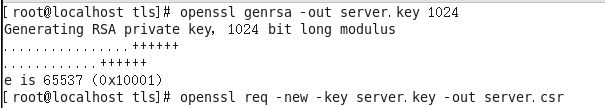 [root@localhost tls]# openssl genrsa -out server.key 1024
Generating RSA private key, 1024 bit long modulus
................++++++
............++++++
e is 65537 (0x10001)
[root@localhost tls]# openssl req -new -key server.key -out server.csr